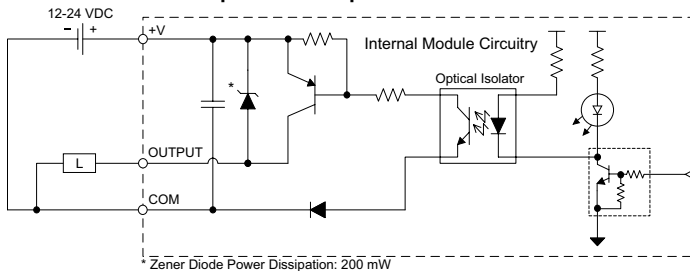 12-24 VDC
− +
+V
Internal Module Circuitry
*
Optical Isolator
OUTPUT
L
COM
* Zener Diode Power Dissipation: 200 mW